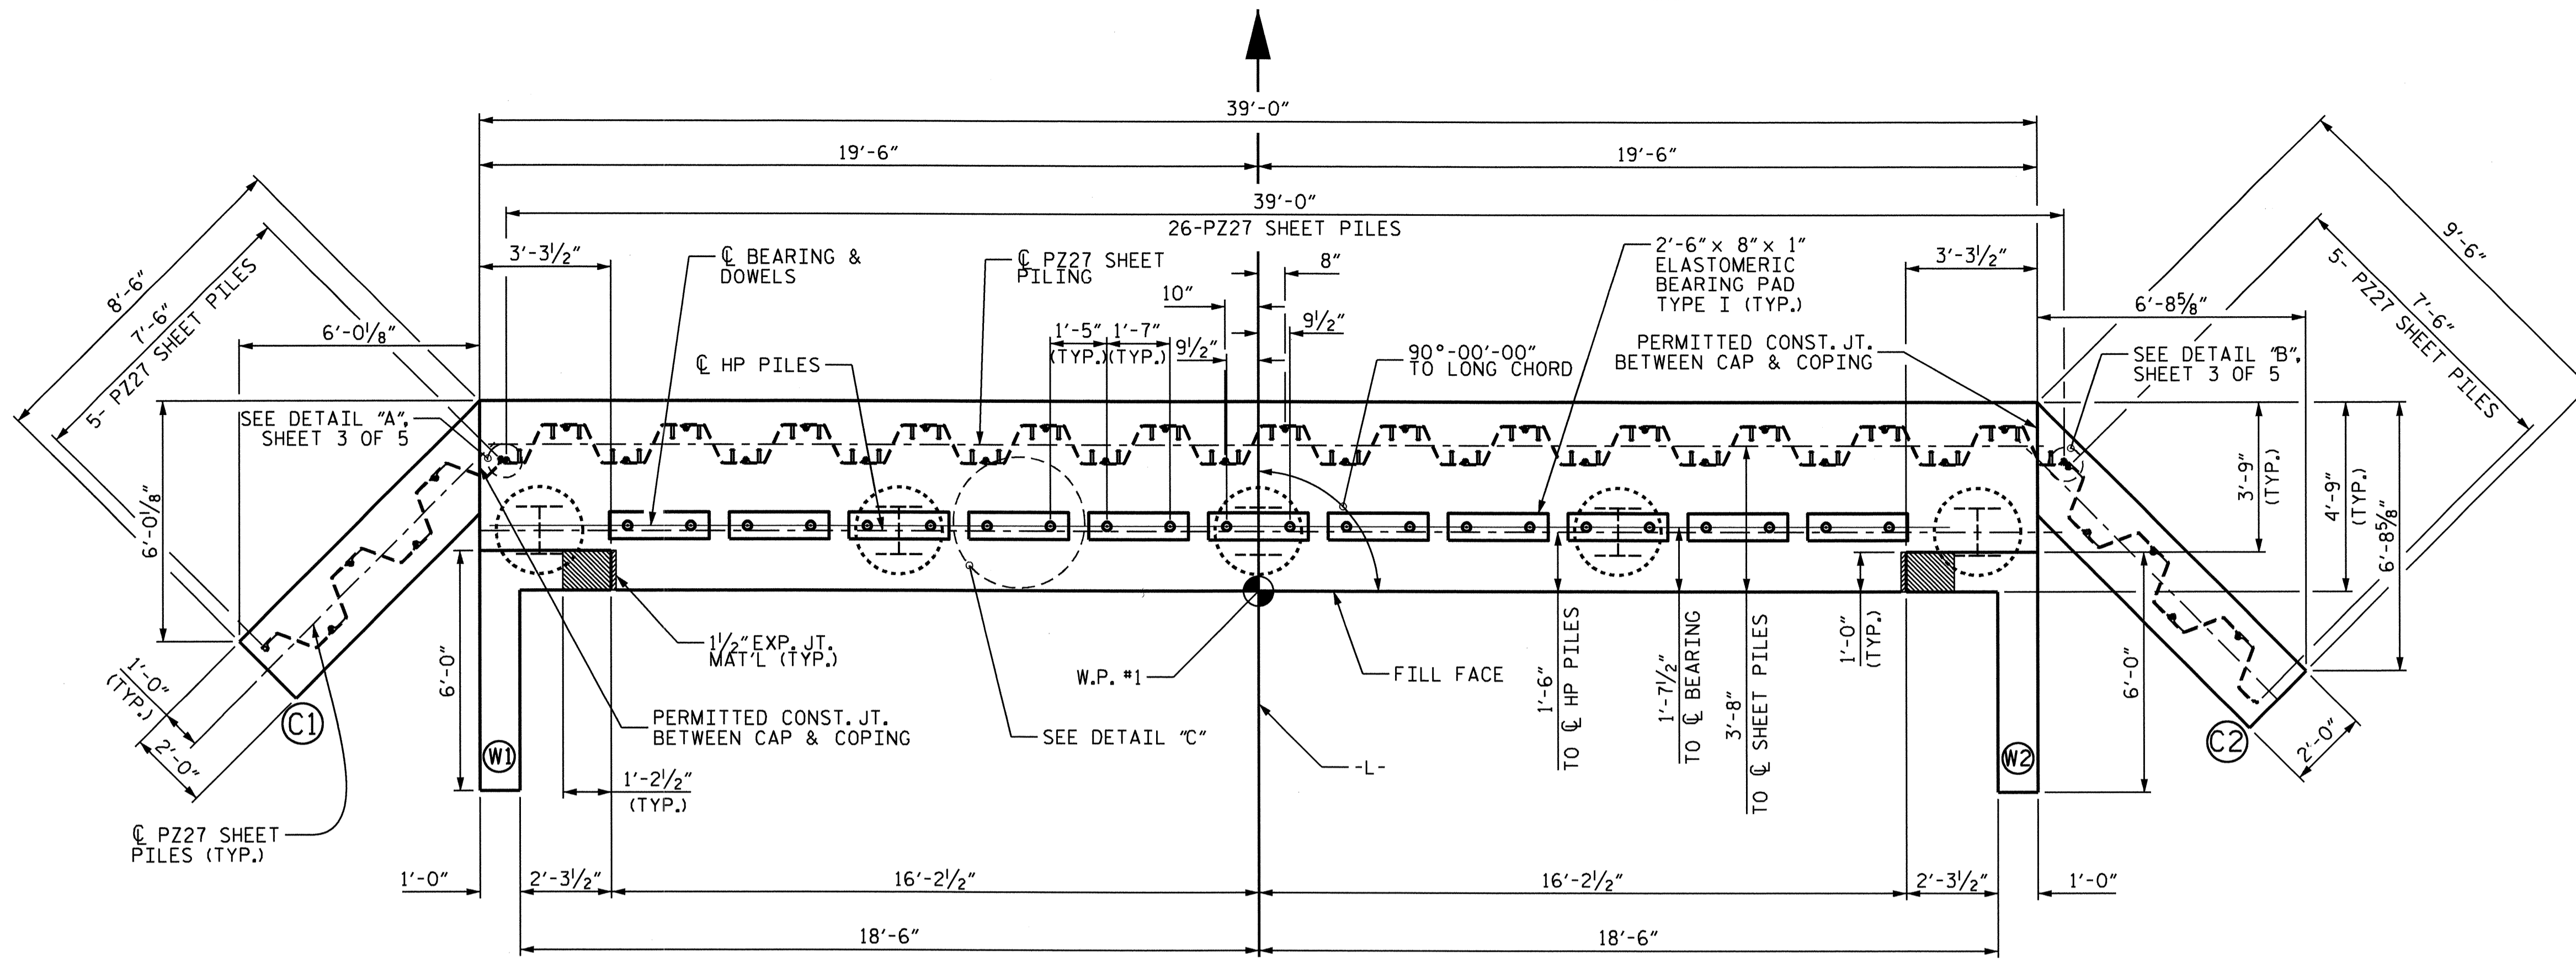 39'-0"
19'-6"
19'-6"
39'-0"
26-PZ27 SHEET PILES
3'-3½"
℄ BEARING &
DOWELS
℄ PZ27 SHEET
PILING
8"
10"
2'-6" x 8" x 1"
ELASTOMERIC
BEARING PAD
TYPE I (TYP.)
3'-3½"
9'-6"
8'-6"
7'-6"
5- PZ27 SHEET PILES
7'-6"
5- PZ27 SHEET PILES
6'-0⅛"
6'-8⅝"
1'-5"
(TYP.)
1'-7"
(TYP.)
9½"
9½"
℄ HP PILES
90°-00'-00"
TO LONG CHORD
PERMITTED CONST. JT.
BETWEEN CAP & COPING
SEE DETAIL "B",
SHEET 3 OF 5
SEE DETAIL "A",
SHEET 3 OF 5
6'-0⅛"
3'-9"
(TYP.)
4'-9"
(TYP.)
6'-8⅝"
1'-0"
(TYP.)
2'-0"
C1
6'-0"
1½" EXP. JT.
MAT'L (TYP.)
W.P. #1
FILL FACE
1'-6"
TO ℄ HP PILES
1'-7½"
TO ℄ BEARING
3'-8"
TO ℄ SHEET PILES
1'-0"
(TYP.)
6'-0"
PERMITTED CONST. JT.
BETWEEN CAP & COPING
SEE DETAIL "C"
-L-
W1
W2
C2
2'-0"
1'-2½"
(TYP.)
℄ PZ27 SHEET
PILES (TYP.)
1'-0"
2'-3½"
16'-2½"
16'-2½"
2'-3½"
1'-0"
18'-6"
18'-6"